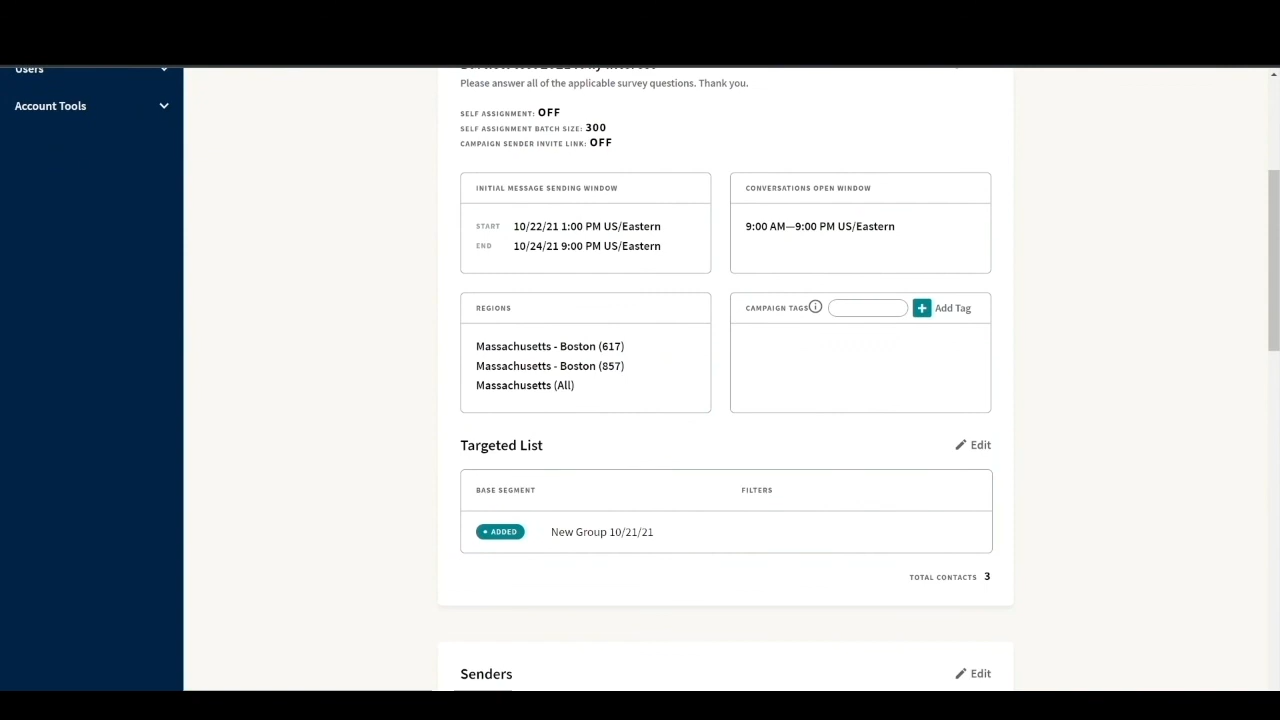 Users
Account Tools
Please answer all of the applicable survey questions. Thank you.
SELF ASSIGNMENT: OFF
SELF ASSIGNMENT BATCH SIZE: 300
CAMPAIGN SENDER INVITE LINK: OFF
INITIAL MESSAGE SENDING WINDOW
START 10/22/21 1:00 PM US/Eastern
END 10/24/21 9:00 PM US/Eastern
CONVERSATIONS OPEN WINDOW
9:00 AM—9:00 PM US/Eastern
REGIONS
Massachusetts - Boston (617)
Massachusetts - Boston (857)
Massachusetts (All)
CAMPAIGN TAGS Add Tag
Targeted List Edit
BASE SEGMENT FILTERS
ADDED New Group 10/21/21
TOTAL CONTACTS 3
Senders Edit